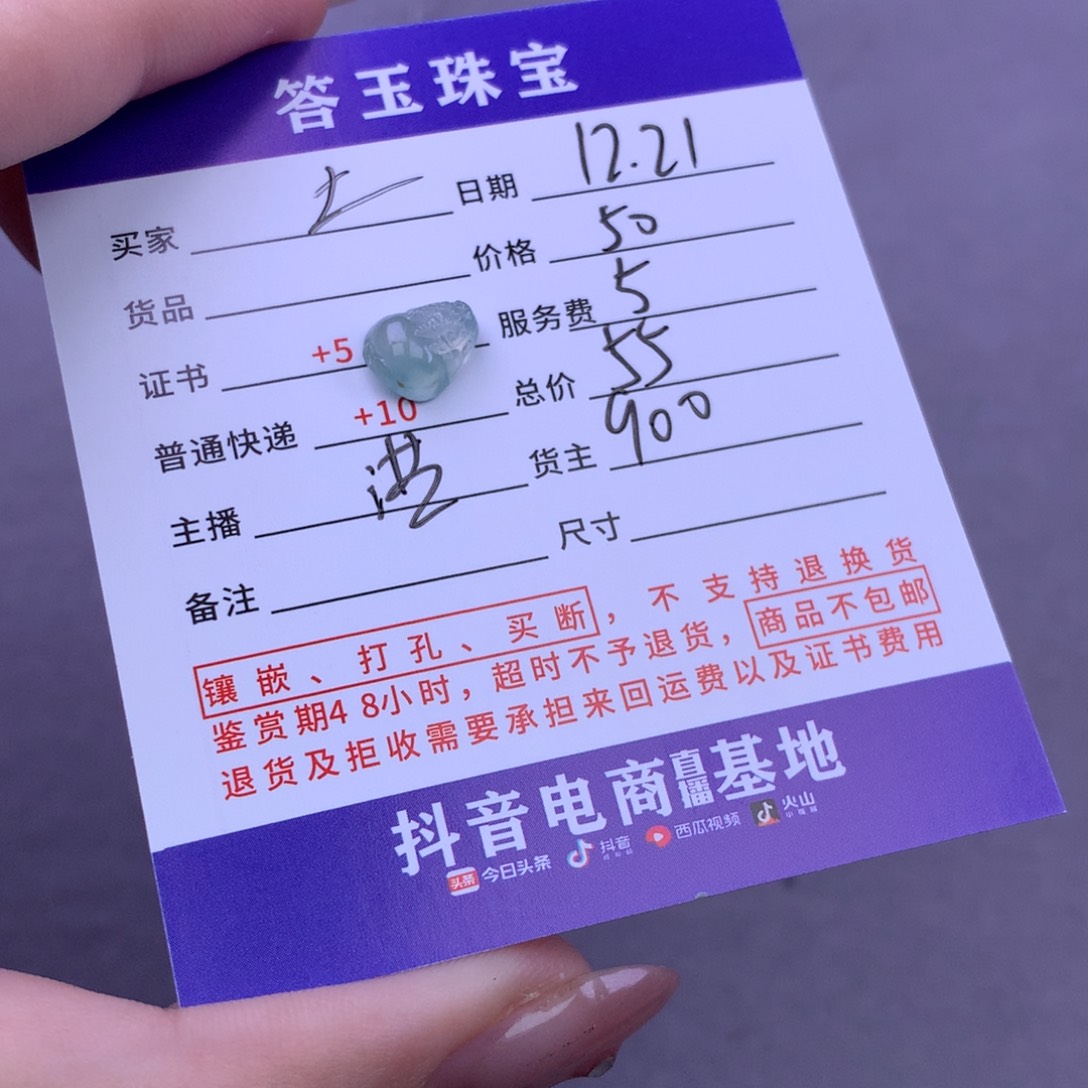 答玉珠宝
买家 日期 12.21
货品 价格 50
证书 +5 服务费 5
普通快递 +10 总价 55
主播 洪 货主 900
备注 尺寸
镶嵌、打孔、买断，不支持退换货
鉴赏期48小时，超时不予退货，商品不包邮
退货及拒收需要承担来回运费以及证书费用
抖音电商直播基地
头条 今日头条 抖音 西瓜视频 火山